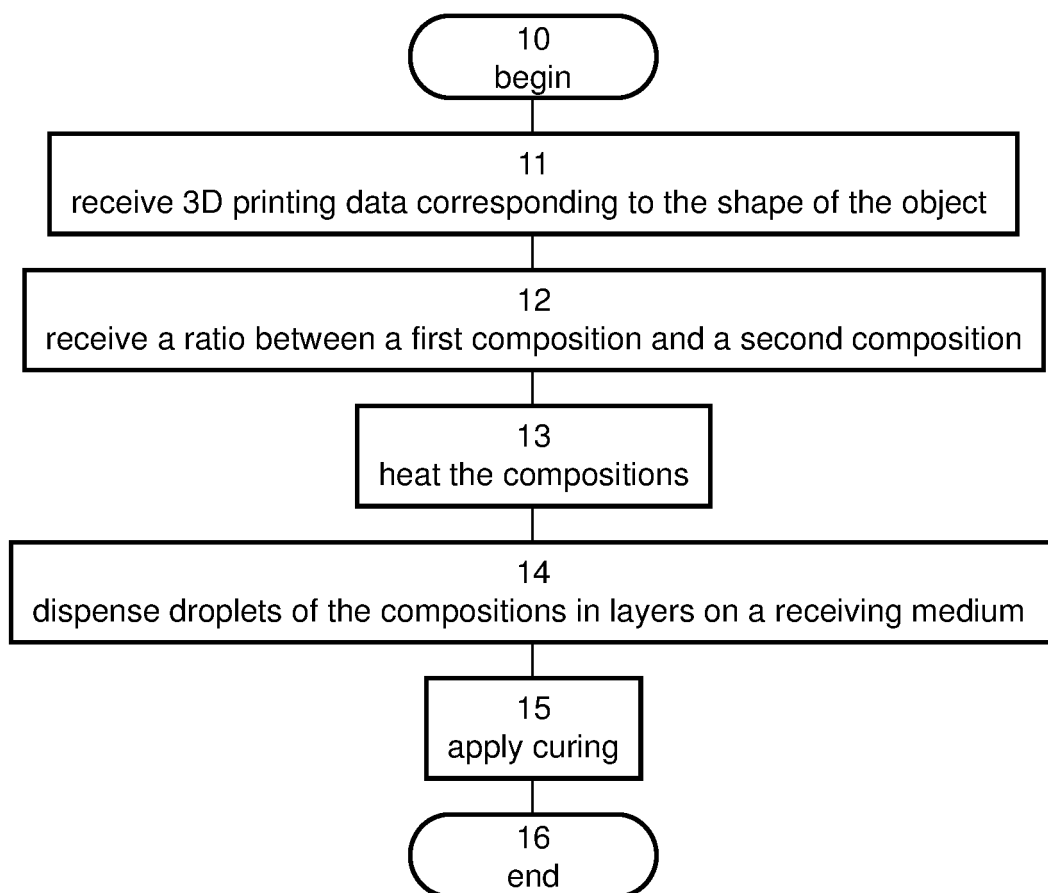 10
begin
11
receive 3D printing data corresponding to the shape of the object
12
receive a ratio between a first composition and a second composition
13
heat the compositions
14
dispense droplets of the compositions in layers on a receiving medium
15
apply curing
16
end